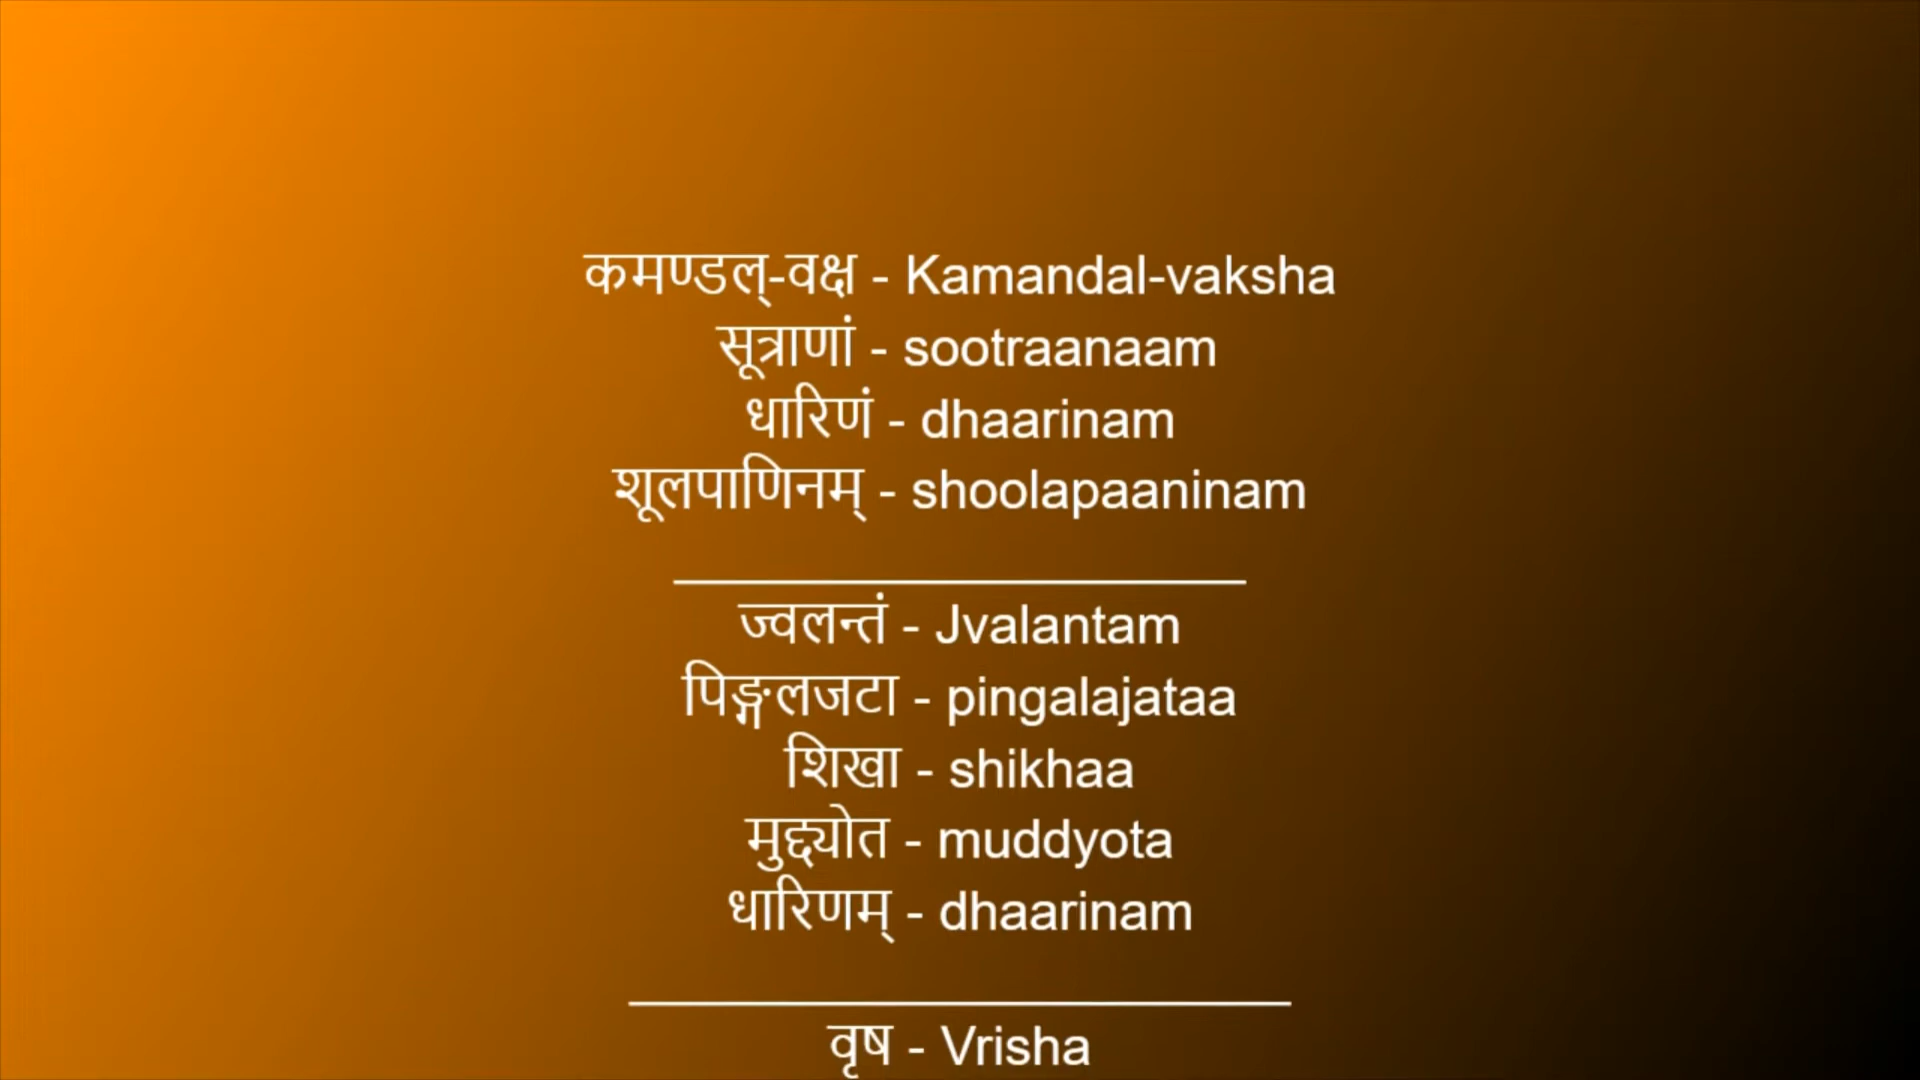 कमण्डल्-वक्ष - Kamandal-vaksha
सूत्राणां - sootraanaam
धारिणं - dhaarinam
शूलपाणिनम् - shoolapaaninam
ज्वलन्तं - Jvalantam
पिङ्गलजटा - pingalajataa
शिखा - shikhaa
मुद्द्योत - muddyota
धारिणम् - dhaarinam
वृष - Vrisha